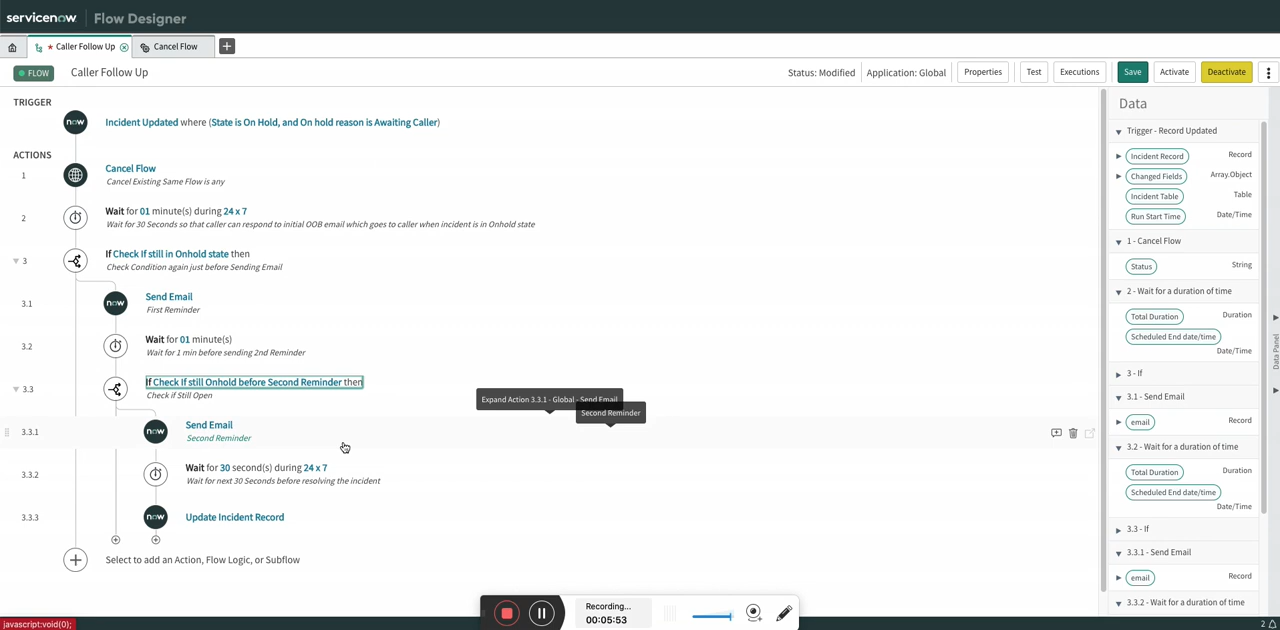 servicenow Flow Designer
* Caller Follow Up Cancel Flow
FLOW Caller Follow Up Status: Modified Application: Global Properties Test Executions Save Activate Deactivate
TRIGGER
Incident Updated where (State is On Hold, and On hold reason is Awaiting Caller)
ACTIONS
1 Cancel Flow
Cancel Existing Same Flow is any
2 Wait for 01 minute(s) during 24 x 7
Wait for 30 Seconds so that caller can respond to initial OOB email which goes to caller when incident is in Onhold state
3 If Check If still in Onhold state then
Check Condition again just before Sending Email
3.1 Send Email
First Reminder
3.2 Wait for 01 minute(s)
Wait for 1 min before sending 2nd Reminder
3.3 If Check If still Onhold before Second Reminder then
Check if Still Open
Expand Action 3.3.1 - Global - Send Email
Second Reminder
3.3.1 Send Email
Second Reminder
3.3.2 Wait for 30 second(s) during 24 x 7
Wait for next 30 Seconds before resolving the incident
3.3.3 Update Incident Record
Select to add an Action, Flow Logic, or Subflow
Data
Trigger - Record Updated
Incident Record Record
Changed Fields Array.Object
Incident Table Table
Run Start Time Date/Time
1 - Cancel Flow
Status String
2 - Wait for a duration of time
Total Duration Duration
Scheduled End date/time
Date/Time
3 - If
3.1 - Send Email
email Record
3.2 - Wait for a duration of time
Total Duration Duration
Scheduled End date/time
Date/Time
3.3 - If
3.3.1 - Send Email
email Record
3.3.2 - Wait for a duration of time
Data Panel
Recording...
00:05:53
javascript:void(0);
2